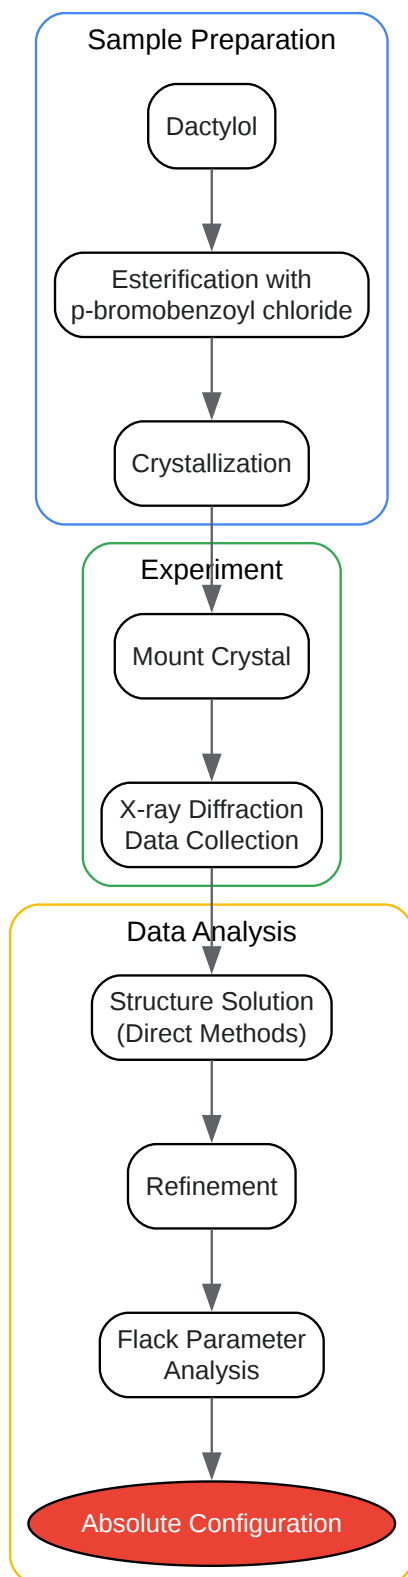 Sample Preparation
Dactylol
Esterification with
p-bromobenzoyl chloride
Crystallization
Experiment
Mount Crystal
X-ray Diffraction
Data Collection
Data Analysis
Structure Solution
(Direct Methods)
Refinement
Flack Parameter
Analysis
Absolute Configuration